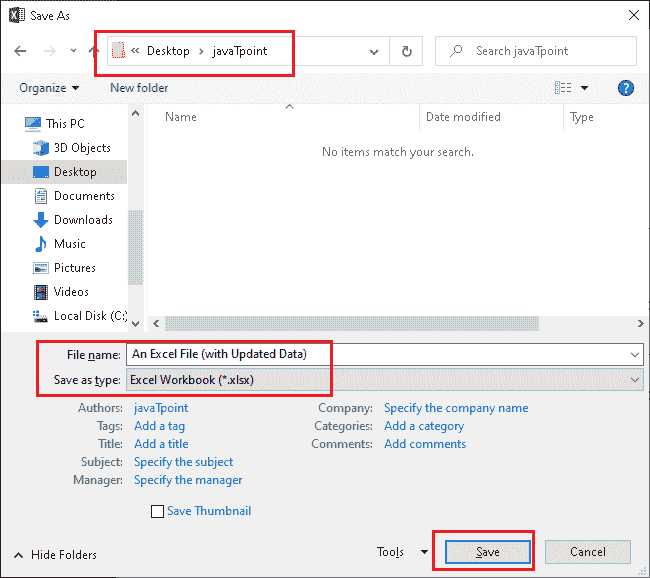 Save As
« Desktop › javaTpoint
Search javaTpoint
Organize
New folder
Name
Date modified
Type
This PC
3D Objects
Desktop
Documents
Downloads
Music
Pictures
Videos
Local Disk (C:)
No items match your search.
File name: An Excel File (with Updated Data)
Save as type: Excel Workbook (*.xlsx)
Authors: javaTpoint
Company: Specify the company name
Tags: Add a tag
Categories: Add a category
Title: Add a title
Comments: Add comments
Subject: Specify the subject
Manager: Specify the manager
Save Thumbnail
Hide Folders
Tools
Save
Cancel